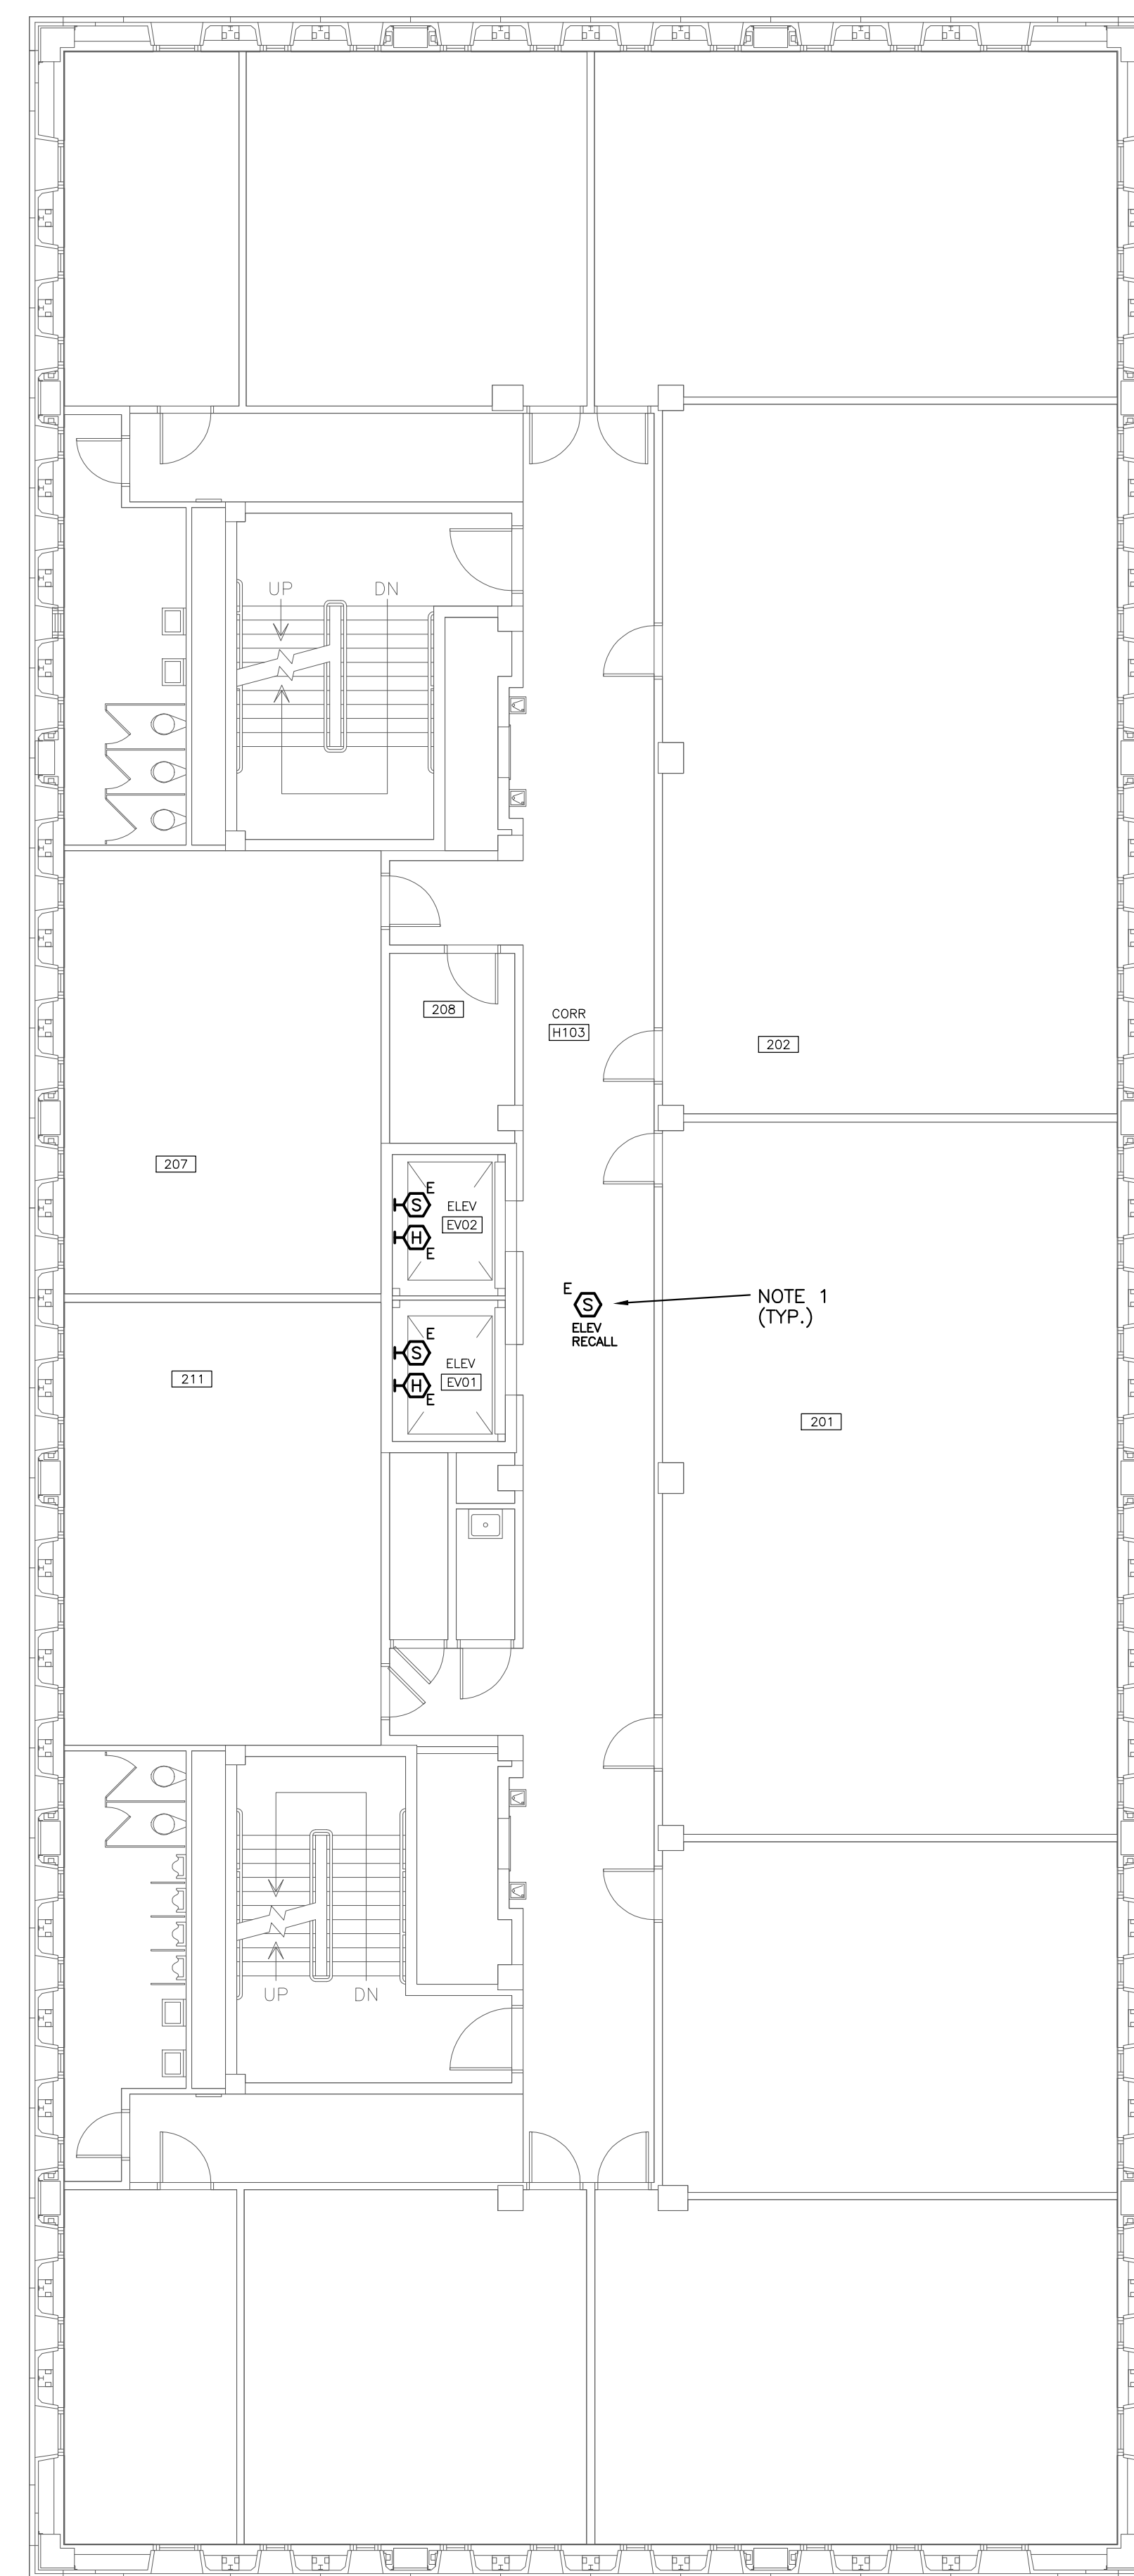 UP
DN
208
CORR
H103
202
207
E
S
ELEV
EV02
H
E
E
S
ELEV
RECALL
NOTE 1
(TYP.)
E
S
ELEV
EV01
H
E
211
201
UP
DN